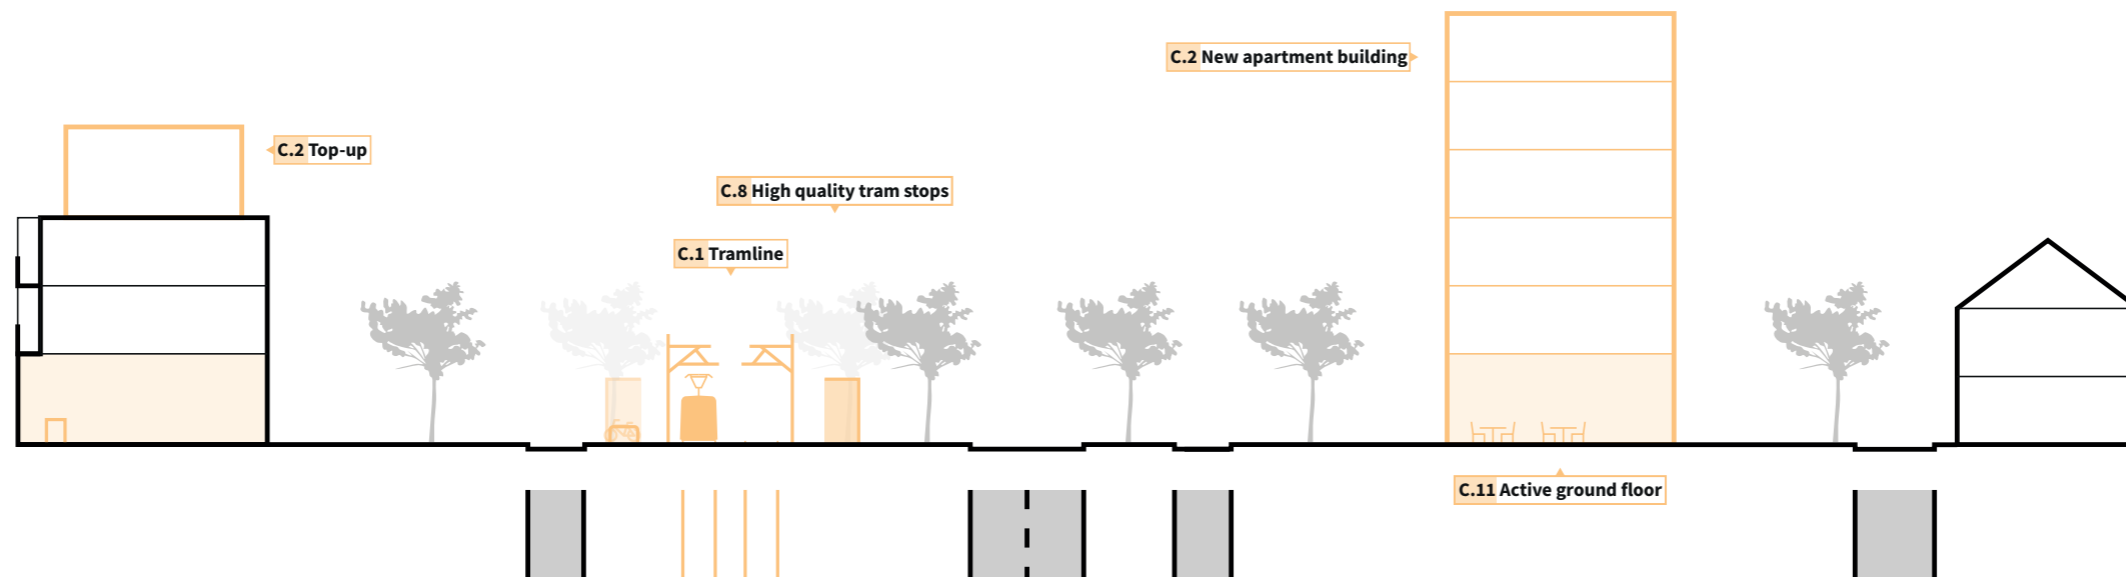 C.2 New apartment building
C.2 Top-up
C.8 High quality tram stops
C.1 Tramline
C.11 Active ground floor